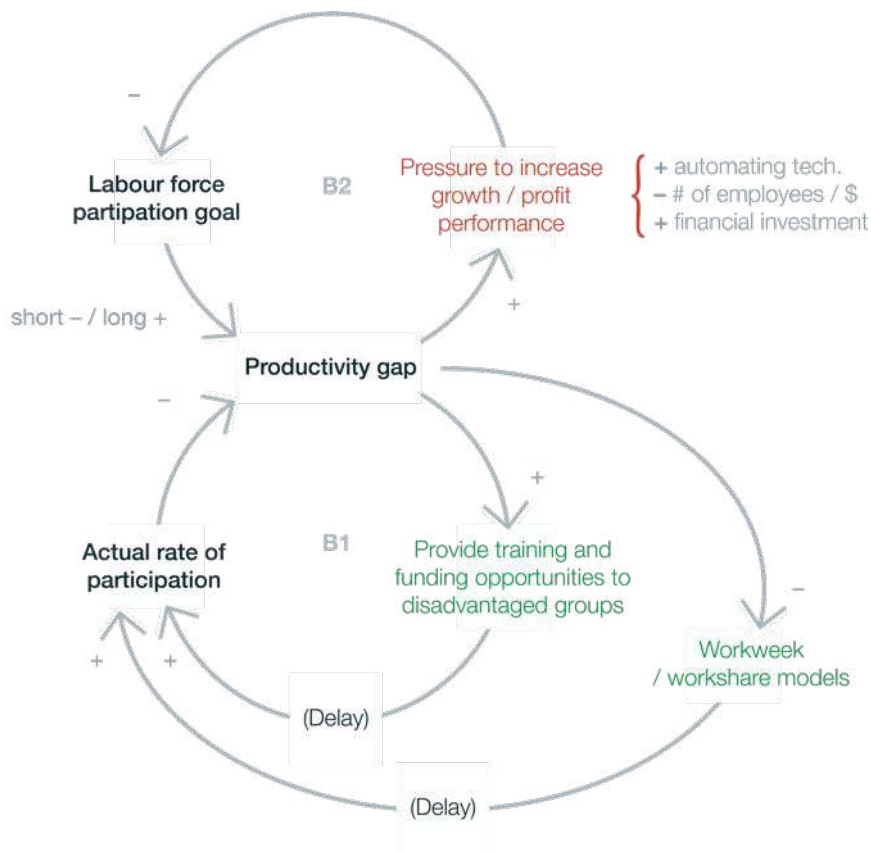 –
Labour force
partipation goal
B2
Pressure to increase
growth / profit
performance
+ automating tech.
– # of employees / $
+ financial investment
short – / long +
+
Productivity gap
–
+
Actual rate of
participation
B1
Provide training and
funding opportunities to
disadvantaged groups
–
+
+
Workweek
/ workshare models
(Delay)
(Delay)